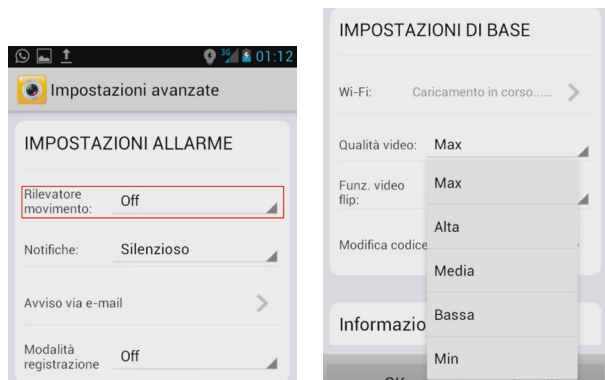 3G 01:12
Impostazioni avanzate
IMPOSTAZIONI ALLARME
Rilevatore
movimento: Off
Notifiche: Silenzioso
Avviso via e-mail
Modalità
registrazione Off
IMPOSTAZIONI DI BASE
Wi-Fi: Caricamento in corso......
Qualità video: Max
Funz. video
flip:
Max
Alta
Modifica codice
Media
Bassa
Informazio
Min